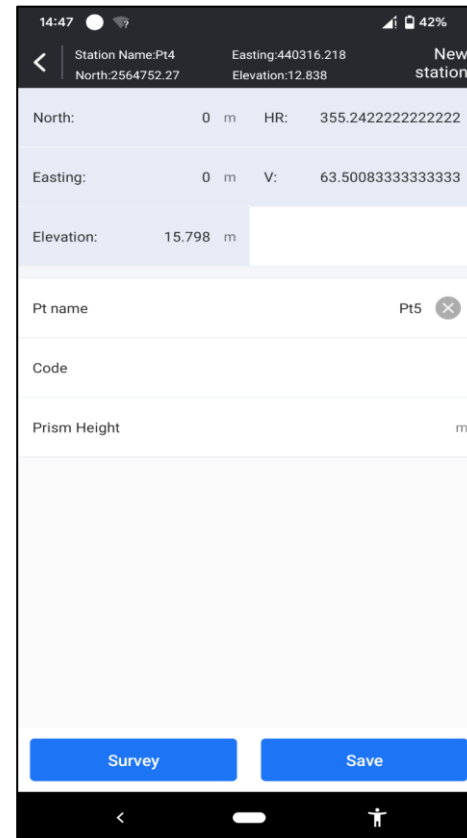 14:47 42%
Station Name:Pt4 Easting:440316.218 New
North:2564752.27 Elevation:12.838 station
North: 0 m HR: 355.2422222222222
Easting: 0 m V: 63.50083333333333
Elevation: 15.798 m
Pt name Pt5
Code
Prism Height m
Survey Save